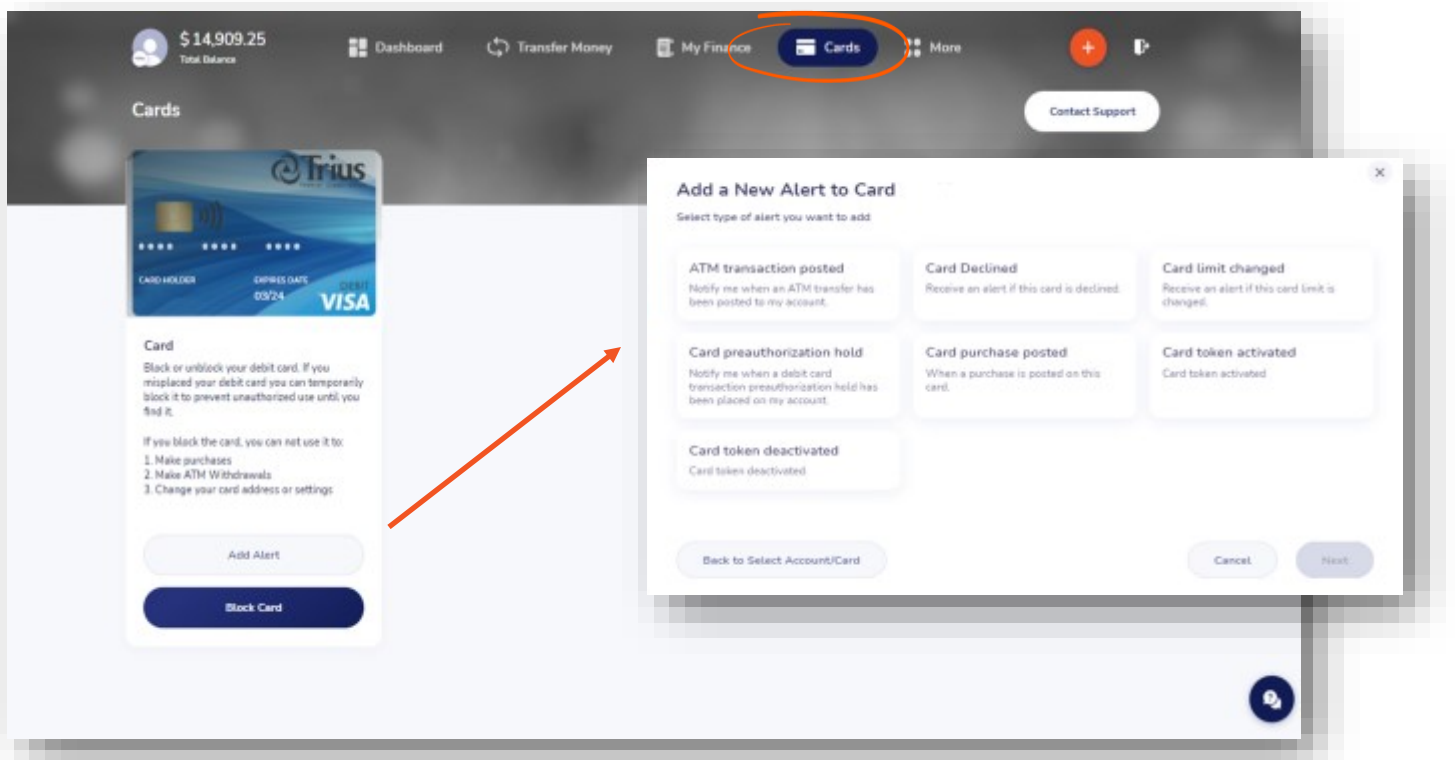 $ 14,909.25
Total Balance
Dashboard
Transfer Money
My Finance
Cards
More
Cards
Contact Support
Trius
CARD HOLDER
EXPIRES DATE
03/24
DEBIT
VISA
Card
Block or unblock your debit card. If you
misplaced your debit card you can temporarily
block it to prevent unauthorized use until you
find it.
If you block the card, you can not use it to:
1. Make purchases
2. Make ATM Withdrawals
3. Change your card address or settings
Add Alert
Block Card
Add a New Alert to Card
Select type of alert you want to add
ATM transaction posted
Notify me when an ATM transfer has
been posted to my account.
Card Declined
Receive an alert if this card is declined.
Card limit changed
Receive an alert if this card limit is
changed.
Card preauthorization hold
Notify me when a debit card
transaction preauthorization hold has
been placed on my account.
Card purchase posted
When a purchase is posted on this
card.
Card token activated
Card token activated
Card token deactivated
Card token deactivated
Back to Select Account/Card
Cancel
Next